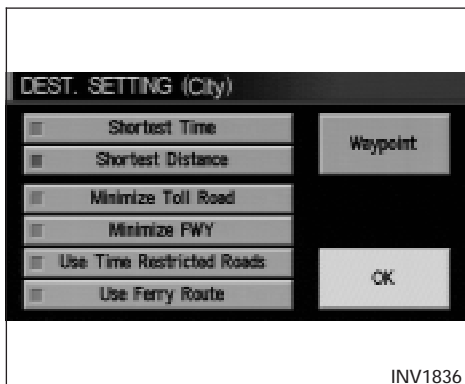 DEST. SETTING (City)
Shortest Time
Shortest Distance
Minimize Toll Road
Minimize FWY
Use Time Restricted Roads
Use Ferry Route
Waypoint
OK
INV1836